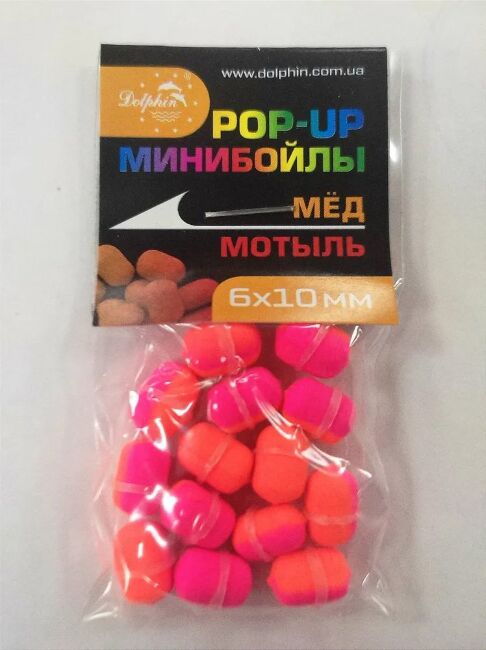 www.dolphin.com.ua
Dolphin
POP-UP
МИНИБОЙЛЫ
МЁД
МОТЫЛЬ
6x10 мм